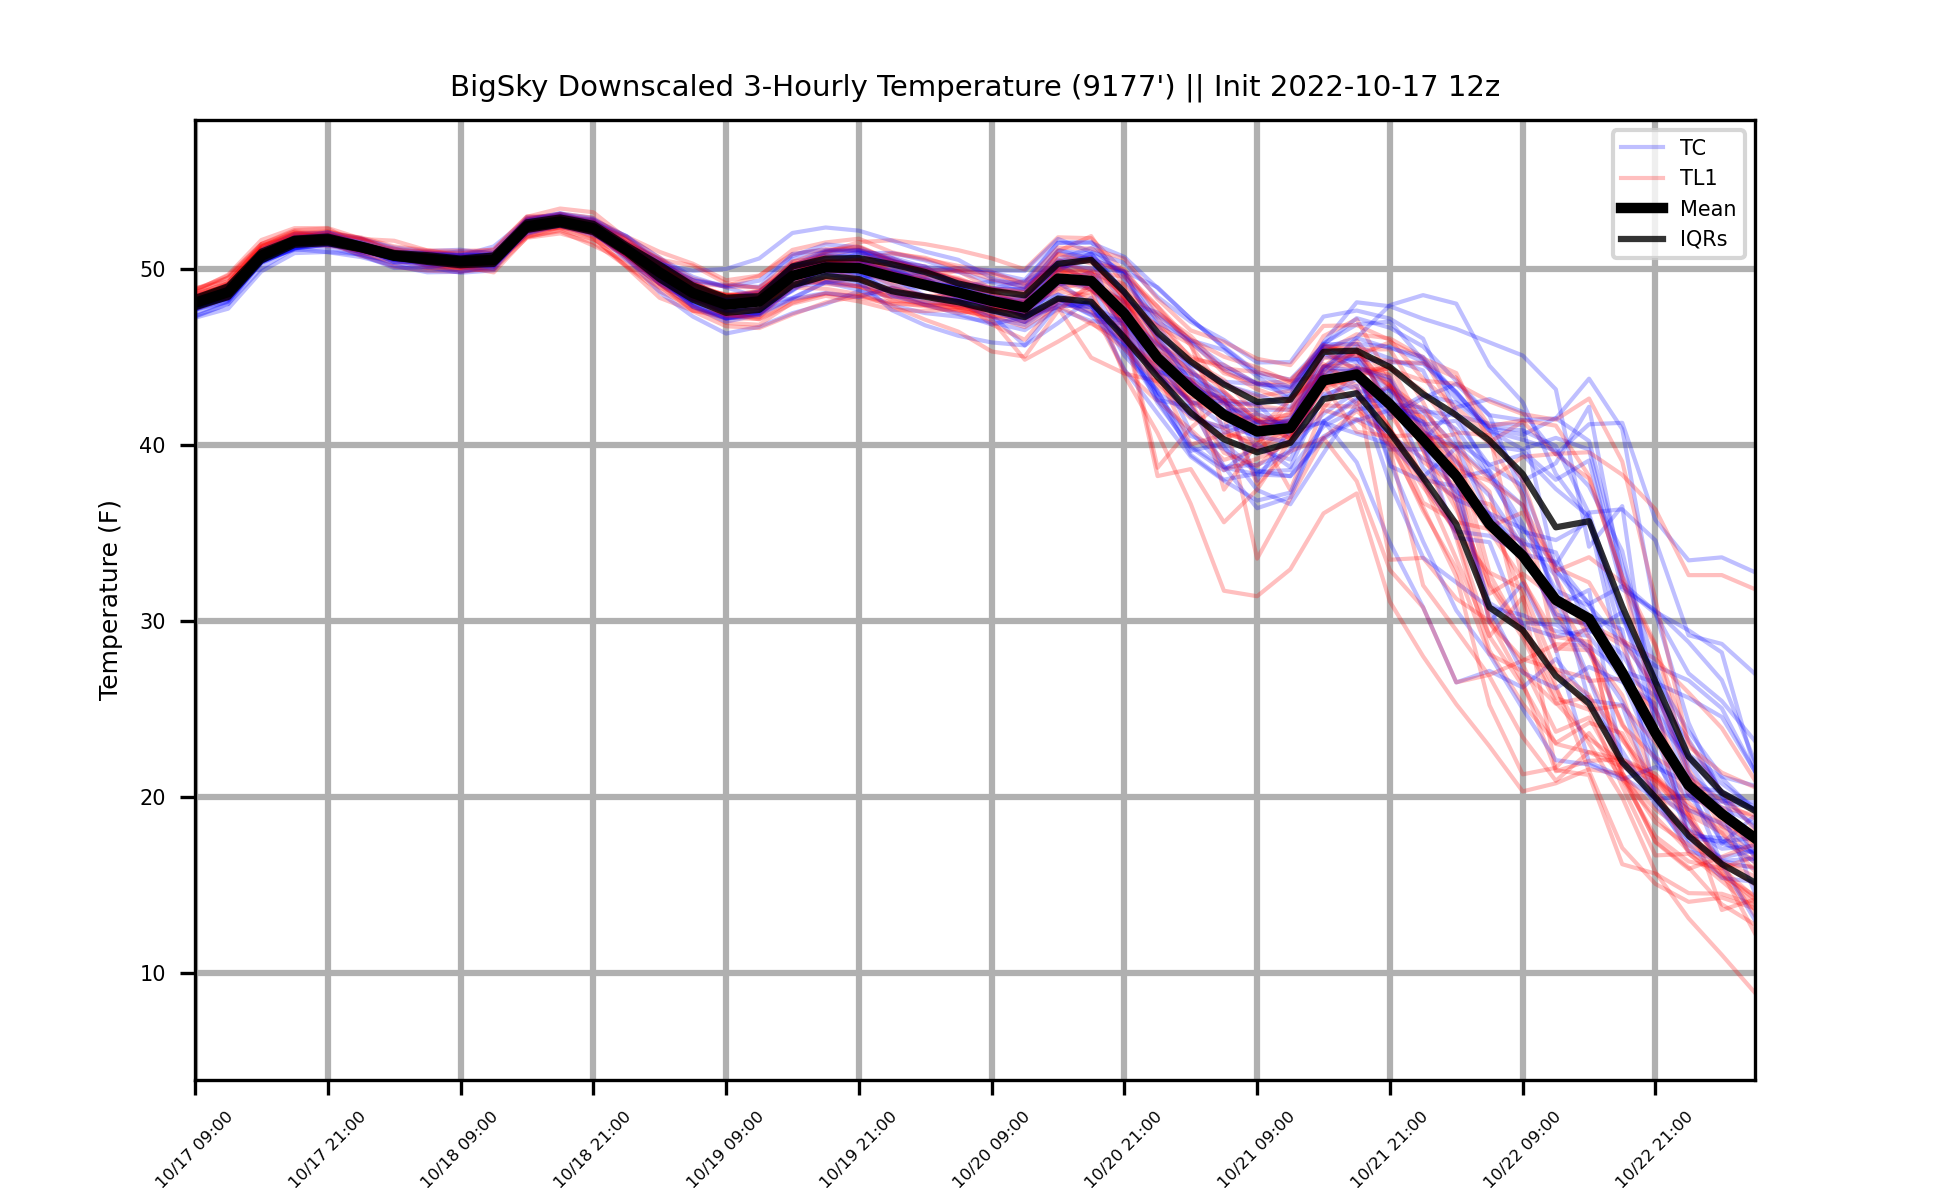 BigSky Downscaled 3-Hourly Temperature (9177') || Init 2022-10-17 12z
TC
TL1
Mean
IQRs
Temperature (F)
50
40
30
20
10
10/17 09:00
10/17 21:00
10/18 09:00
10/18 21:00
10/19 09:00
10/19 21:00
10/20 09:00
10/20 21:00
10/21 09:00
10/21 21:00
10/22 09:00
10/22 21:00